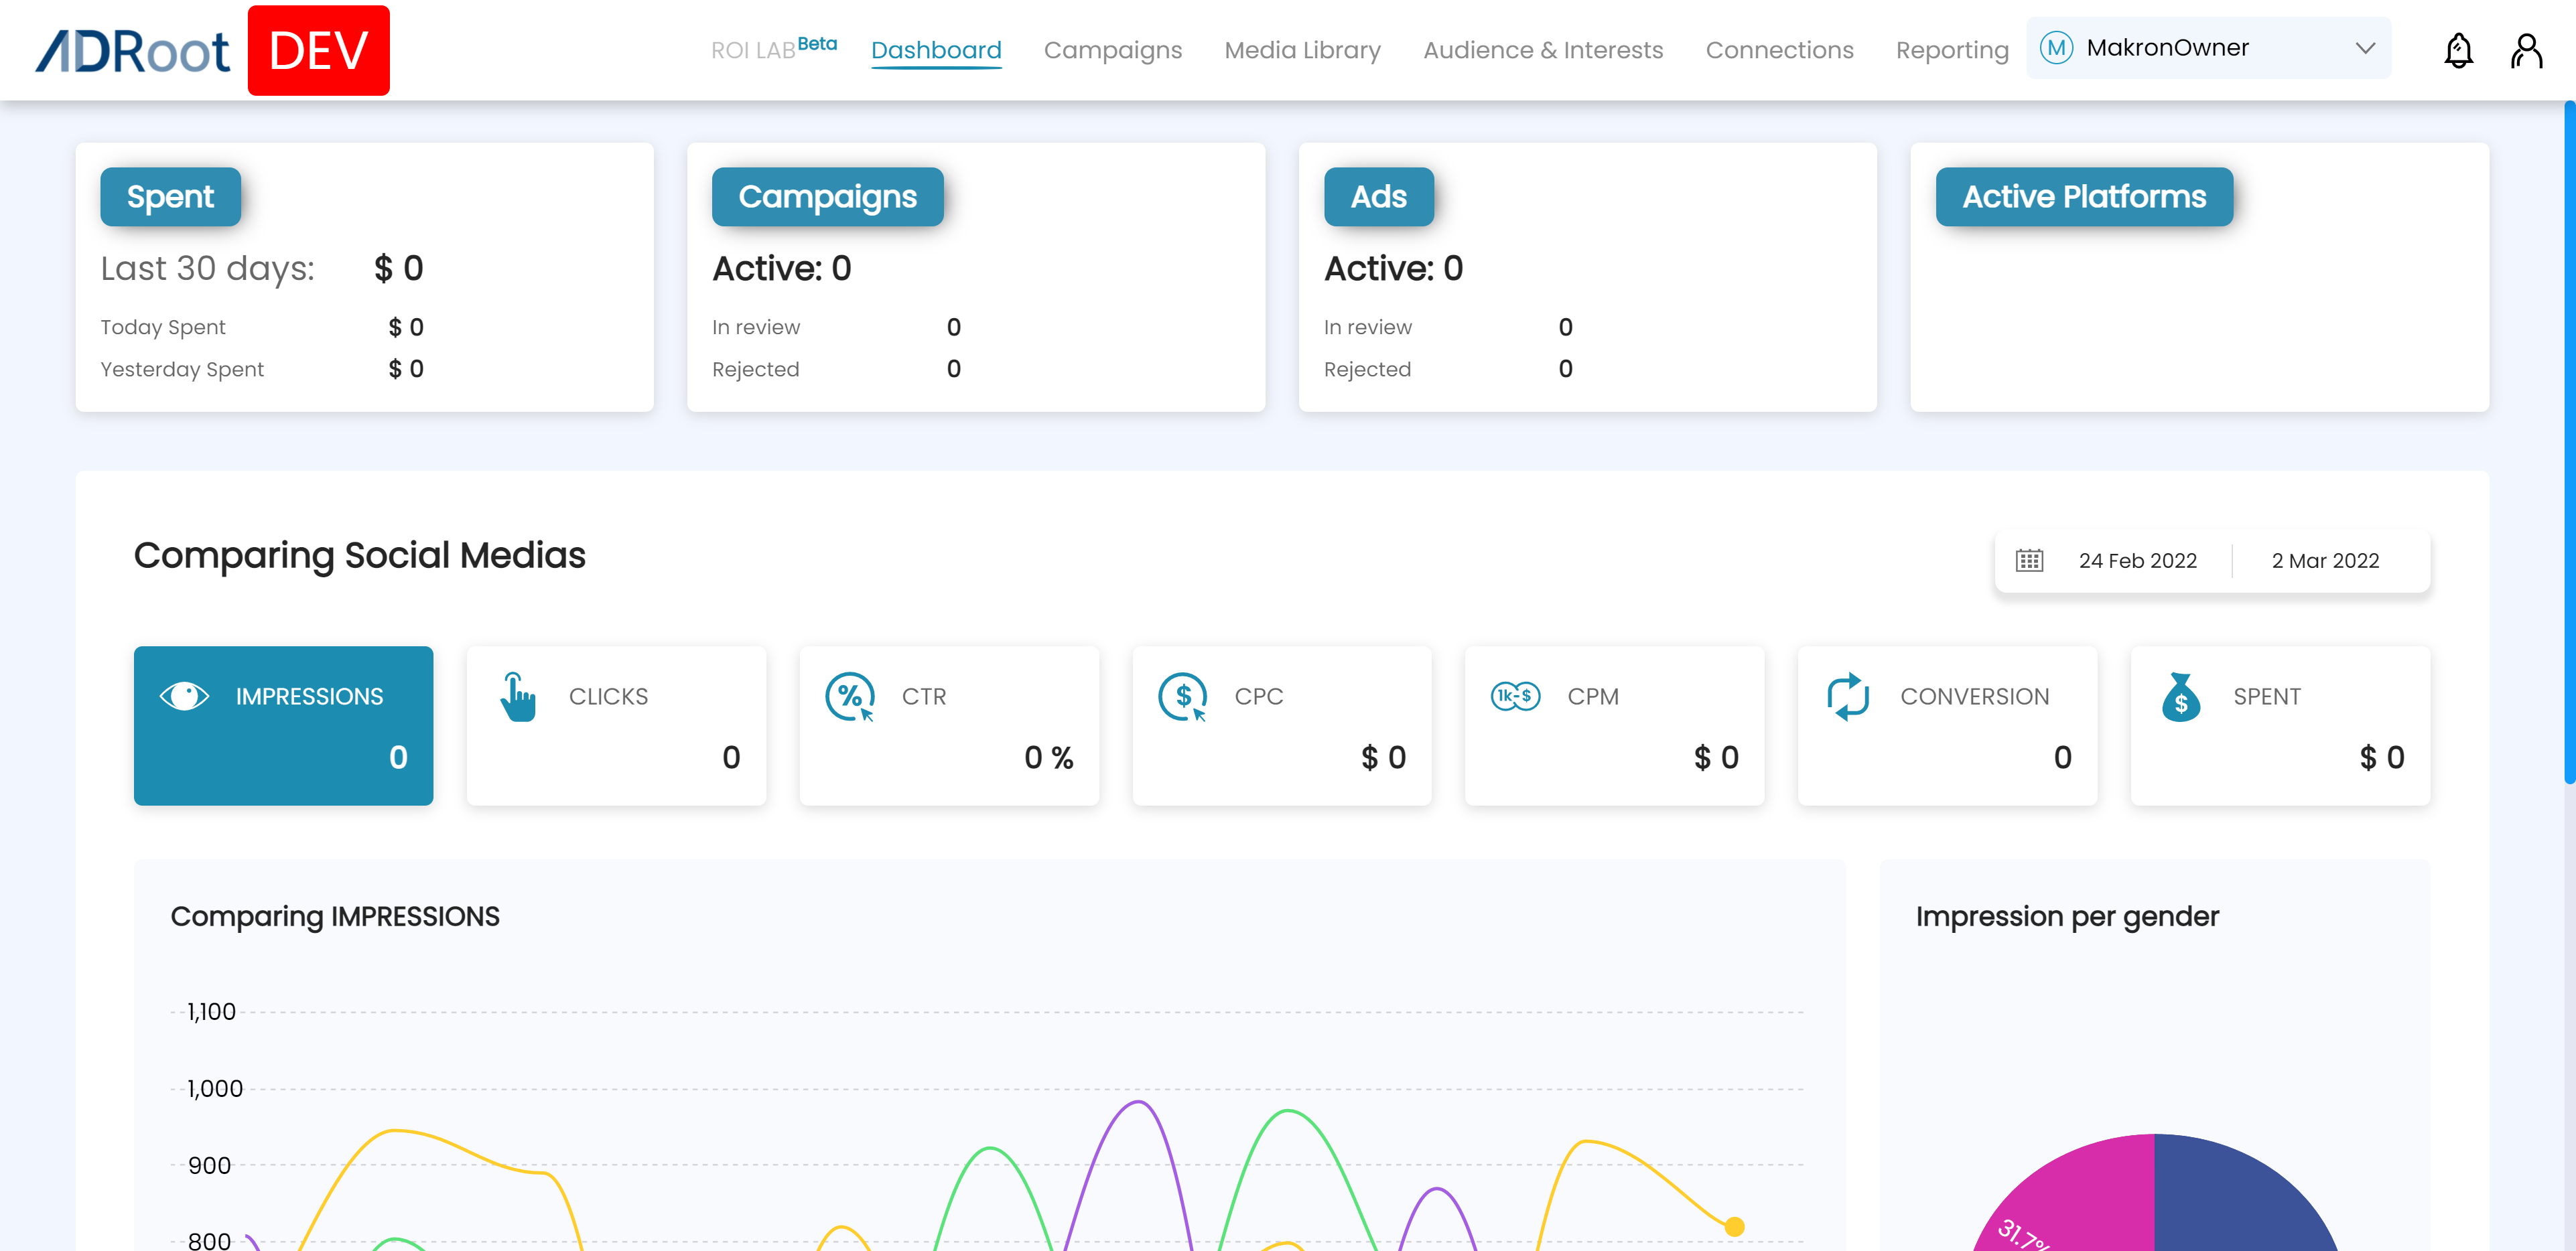 ADRoot DEV ROI LAB Beta Dashboard Campaigns Media Library Audience & Interests Connections Reporting M MakronOwner
Spent
Last 30 days: $ 0
Today Spent $ 0
Yesterday Spent $ 0
Campaigns
Active: 0
In review 0
Rejected 0
Ads
Active: 0
In review 0
Rejected 0
Active Platforms
Comparing Social Medias
24 Feb 2022 2 Mar 2022
IMPRESSIONS
0
CLICKS
0
% CTR
0 %
$ CPC
$ 0
1k-$ CPM
$ 0
CONVERSION
0
$ SPENT
$ 0
Comparing IMPRESSIONS
1,100
1,000
900
800
Impression per gender
31.7%